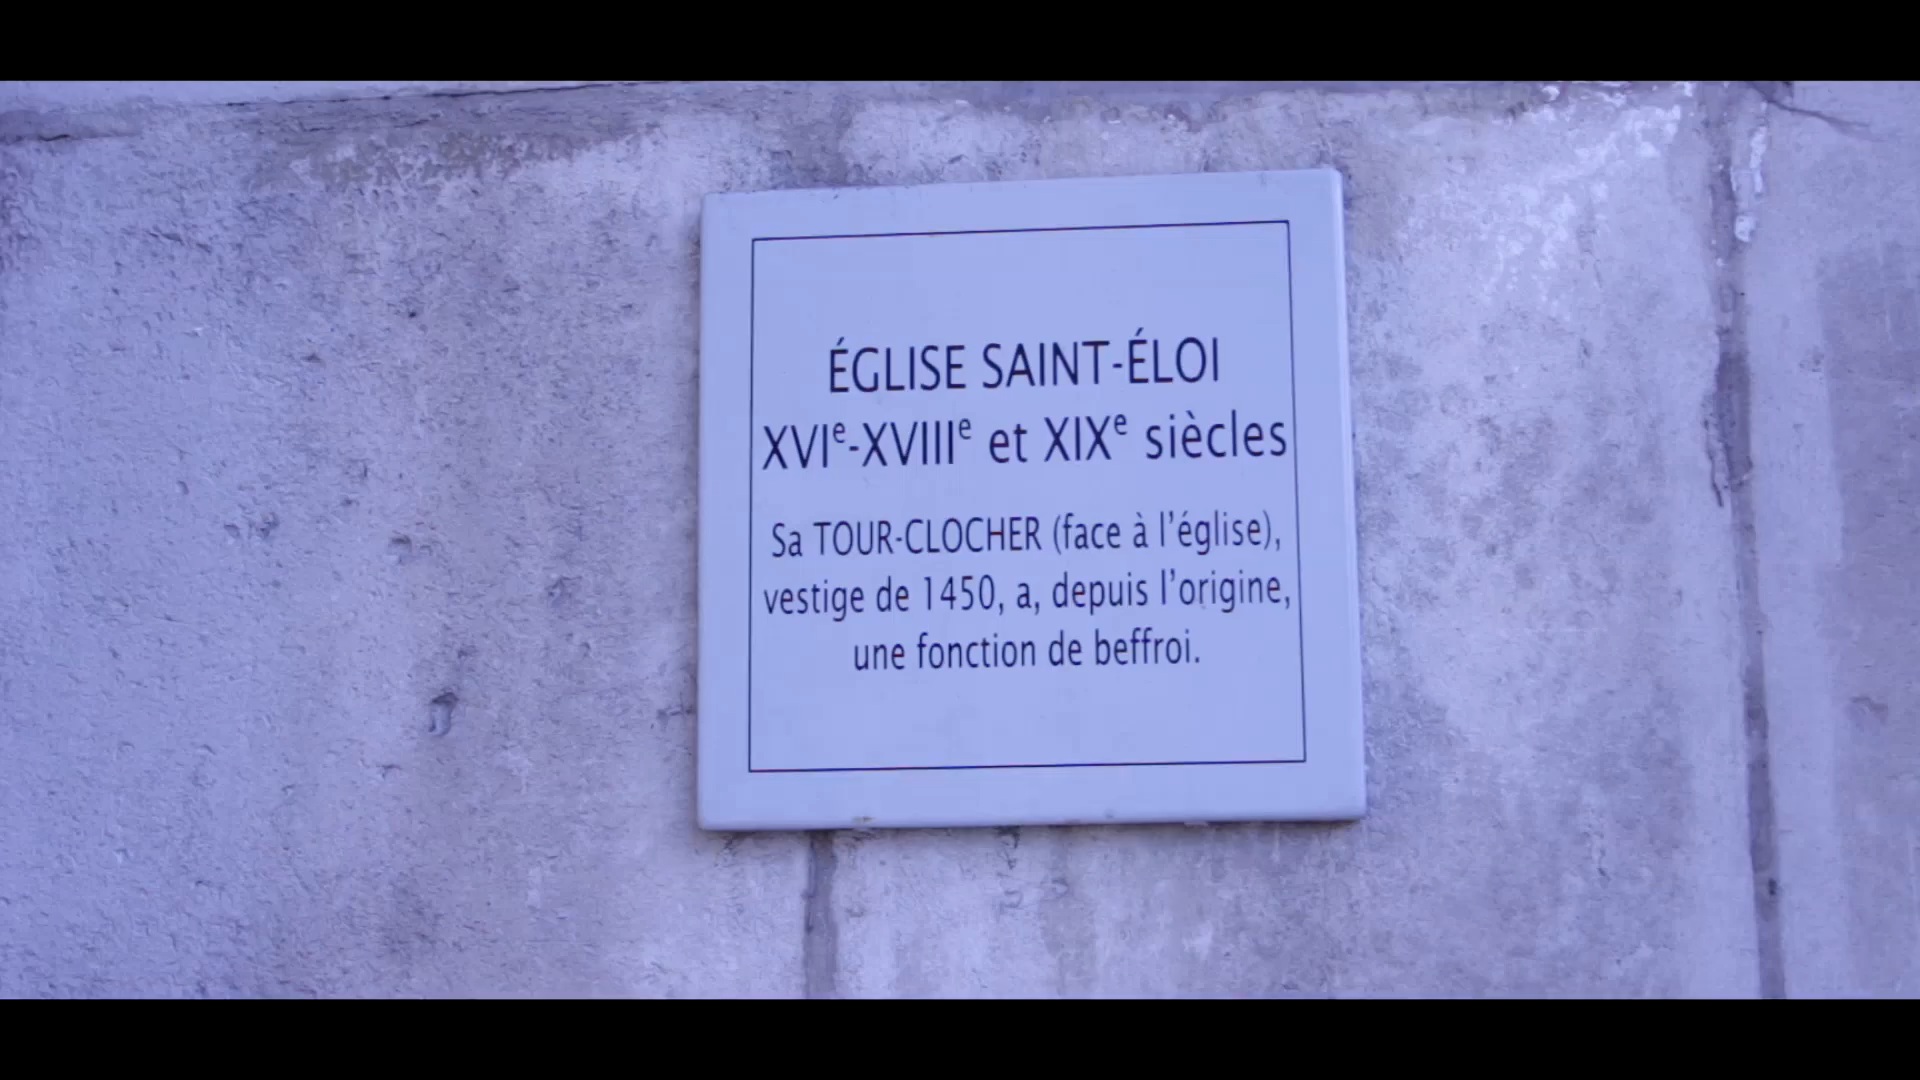 ÉGLISE SAINT-ÉLOI
XVIᵉ-XVIIIᵉ et XIXᵉ siècles
Sa TOUR-CLOCHER (face à l'église),
vestige de 1450, a, depuis l'origine,
une fonction de beffroi.